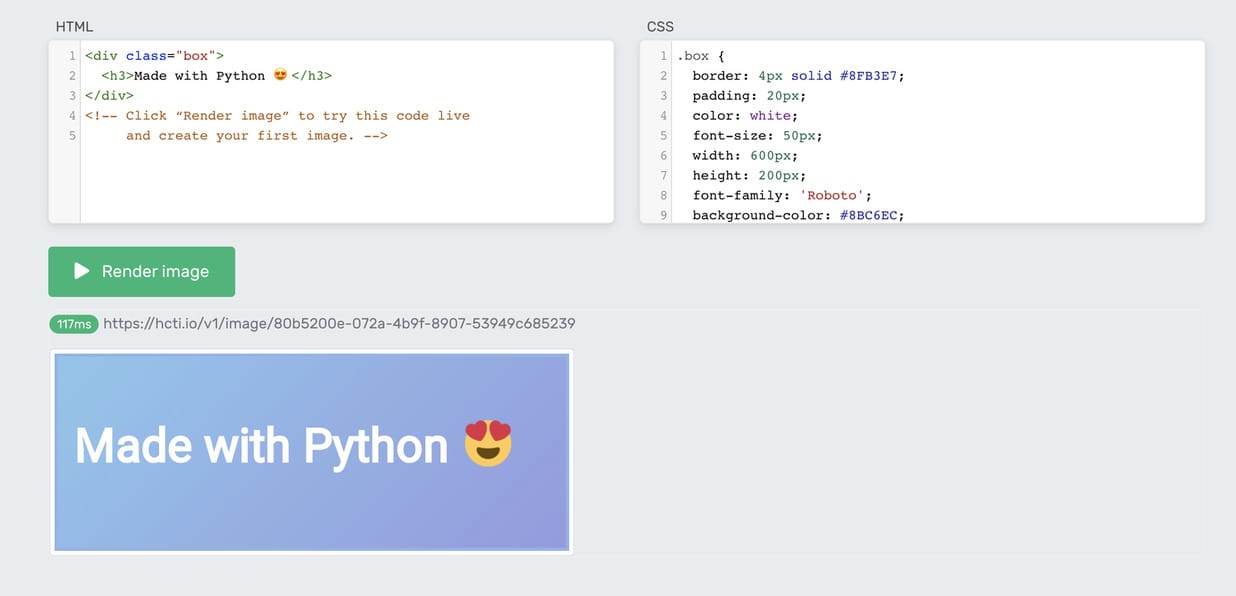 HTML
1 <div class="box">
2   <h3>Made with Python 😍</h3>
3 </div>
4 <!-- Click “Render image” to try this code live
5      and create your first image. -->
CSS
1 .box {
2   border: 4px solid #8FB3E7;
3   padding: 20px;
4   color: white;
5   font-size: 50px;
6   width: 600px;
7   height: 200px;
8   font-family: 'Roboto';
9   background-color: #8BC6EC;
Render image
117ms https://hcti.io/v1/image/80b5200e-072a-4b9f-8907-53949c685239
Made with Python 😍